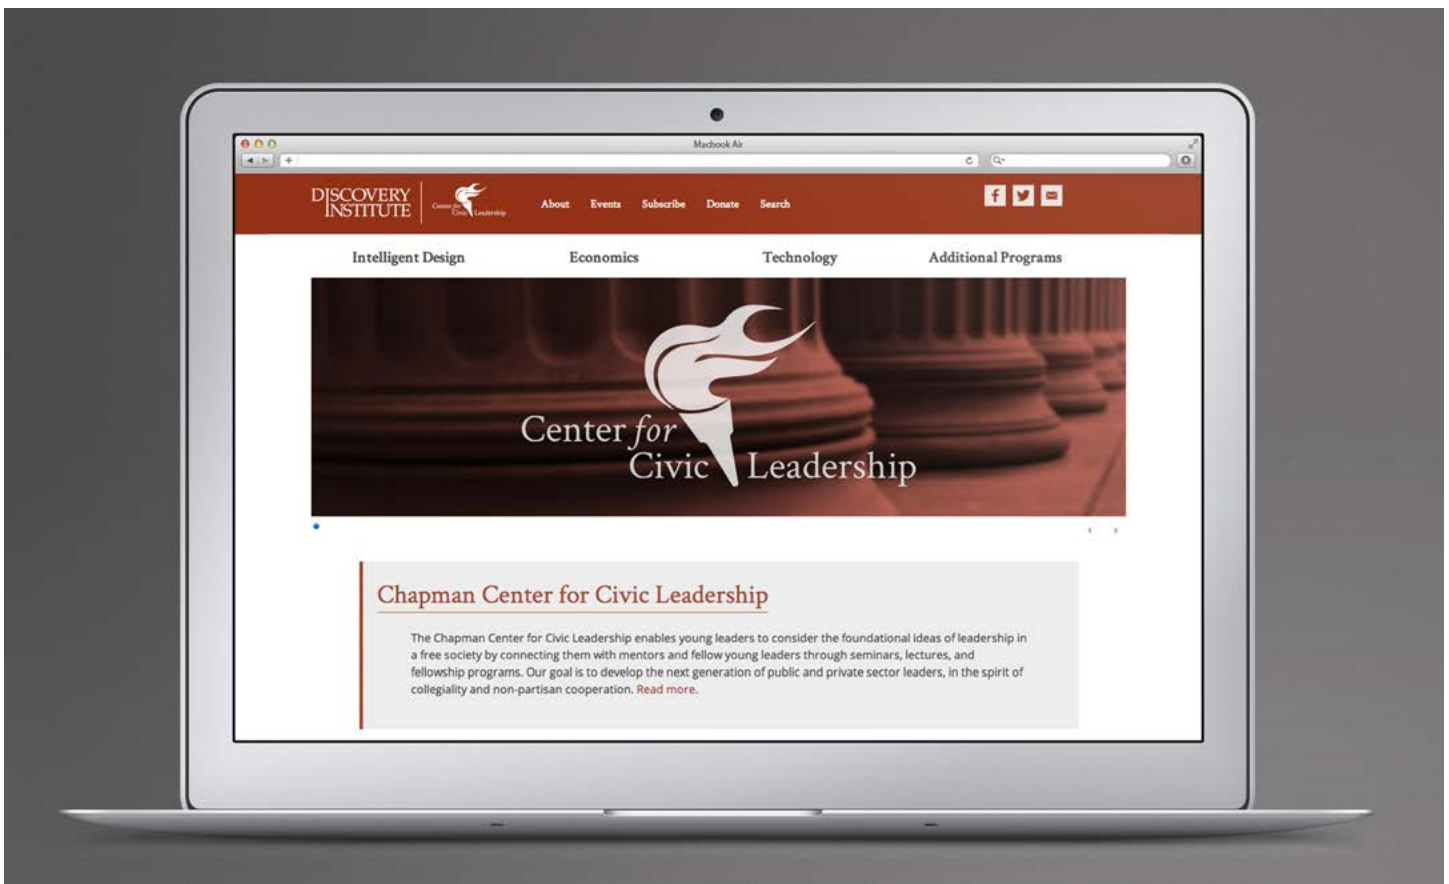 Macbook Air
DISCOVERY
INSTITUTE
Center for
Civic Leadership
About Events Subscribe Donate Search
Intelligent Design Economics Technology Additional Programs
Center for
Civic Leadership
Chapman Center for Civic Leadership
The Chapman Center for Civic Leadership enables young leaders to consider the foundational ideas of leadership in
a free society by connecting them with mentors and fellow young leaders through seminars, lectures, and
fellowship programs. Our goal is to develop the next generation of public and private sector leaders, in the spirit of
collegiality and non-partisan cooperation. Read more.